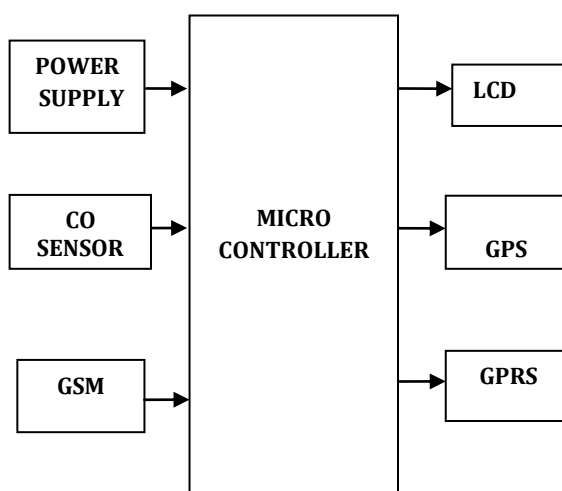 POWER
SUPPLY
LCD
CO
SENSOR
MICRO
CONTROLLER
GPS
GSM
GPRS